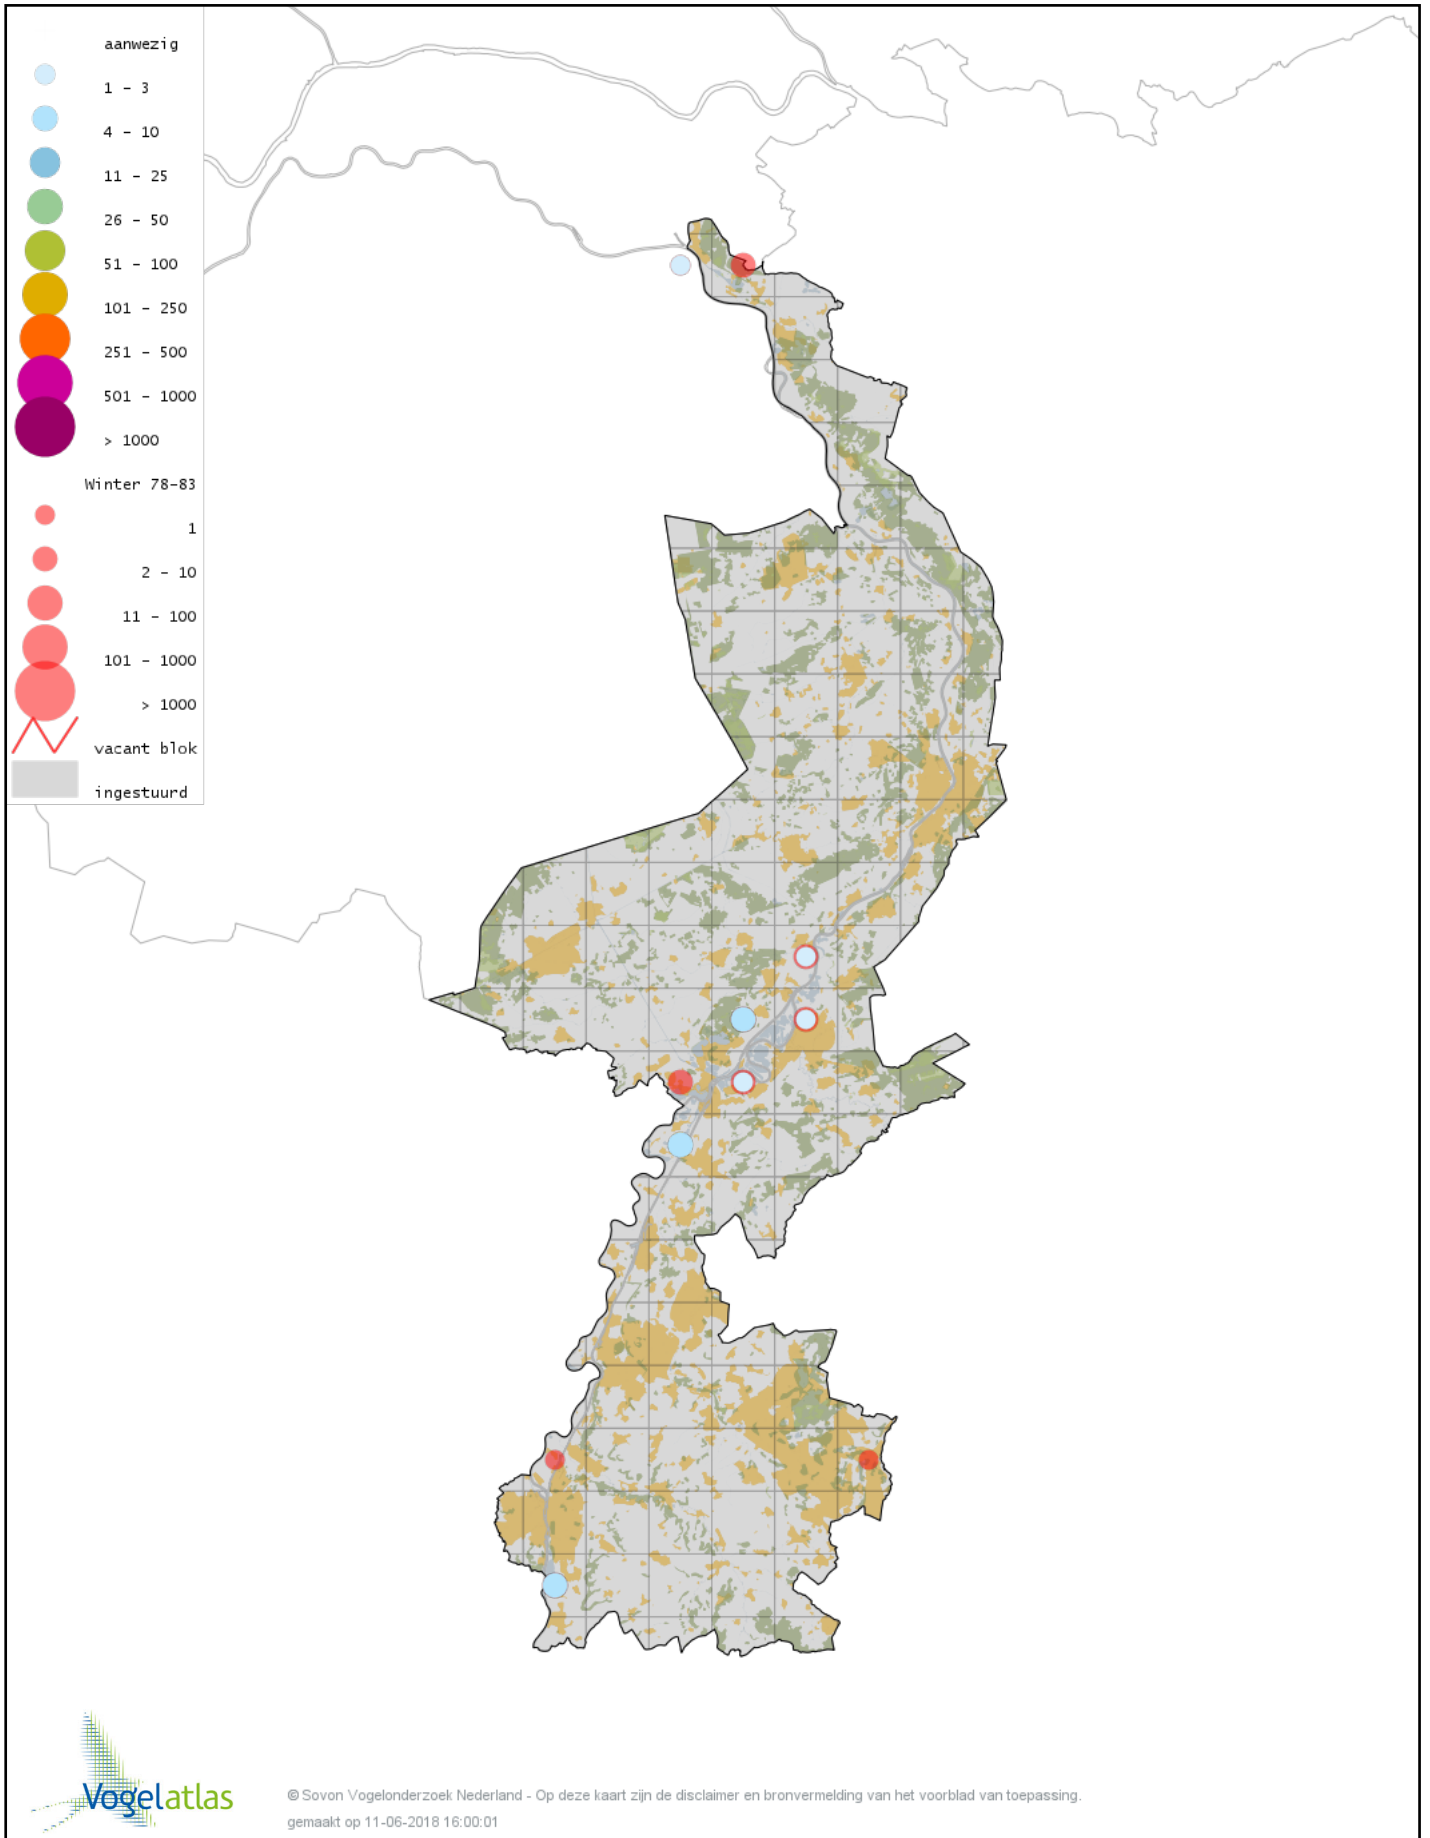 aanwezig
1 - 3
4 - 10
11 - 25
26 - 50
51 - 100
101 - 250
251 - 500
501 - 1000
> 1000
Winter 78-83
1
2 - 10
11 - 100
101 - 1000
> 1000
vacant blok
ingestuurd
Vogelatlas
© Sovon Vogelonderzoek Nederland - Op deze kaart zijn de disclaimer en bronvermelding van het voorblad van toepassing.
gemaakt op 11-06-2018 16:00:01